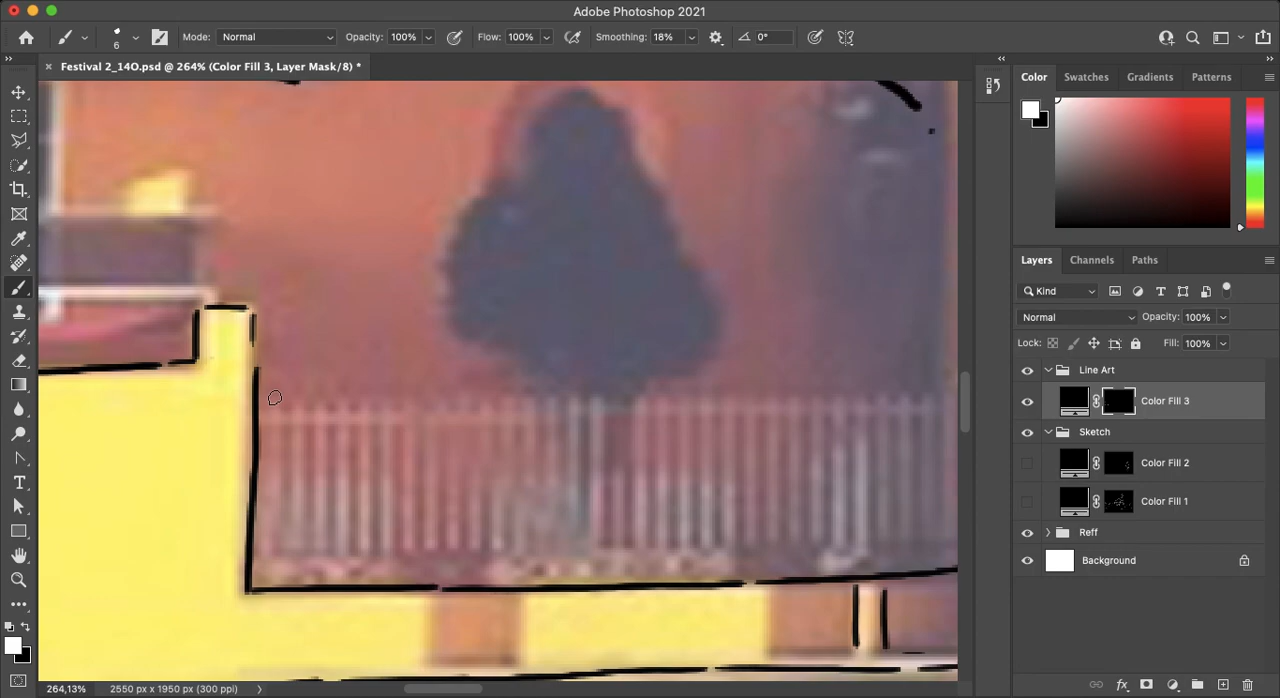 Adobe Photoshop 2021
6 Mode: Normal Opacity: 100% Flow: 100% Smoothing: 18% 0°
Festival 2_14O.psd @ 264% (Color Fill 3, Layer Mask/8) *
Color Swatches Gradients Patterns
Layers Channels Paths
Kind
Normal Opacity: 100%
Lock: Fill: 100%
Line Art
Color Fill 3
Sketch
Color Fill 2
Color Fill 1
Reff
Background
264,13% 2550 px x 1950 px (300 ppi)